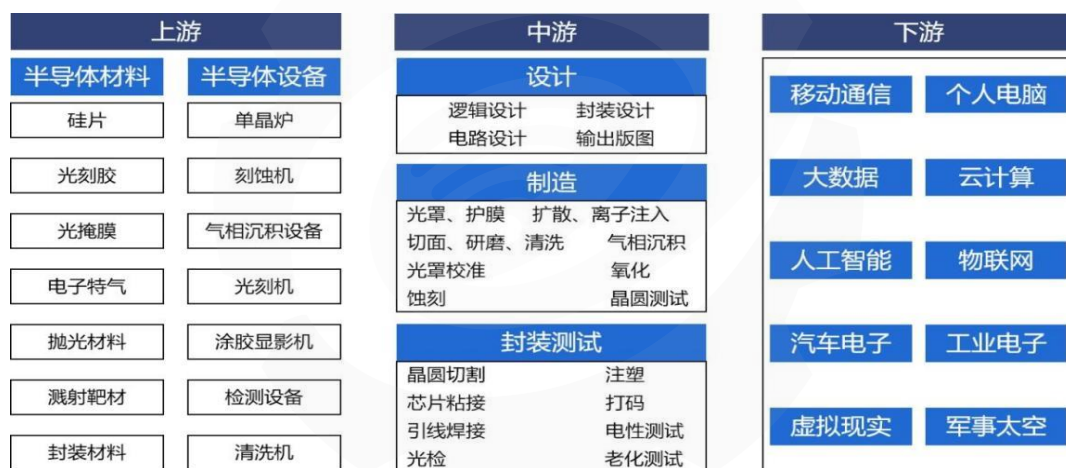 上游
半导体材料 半导体设备
硅片 单晶炉
光刻胶 刻蚀机
光掩膜 气相沉积设备
电子特气 光刻机
抛光材料 涂胶显影机
溅射靶材 检测设备
封装材料 清洗机
中游
设计
逻辑设计 封装设计
电路设计 输出版图
制造
光罩、护膜 扩散、离子注入
切面、研磨、清洗 气相沉积
光罩校准 氧化
蚀刻 晶圆测试
封装测试
晶圆切割 注塑
芯片粘接 打码
引线焊接 电性测试
光检 老化测试
下游
移动通信 个人电脑
大数据 云计算
人工智能 物联网
汽车电子 工业电子
虚拟现实 军事太空